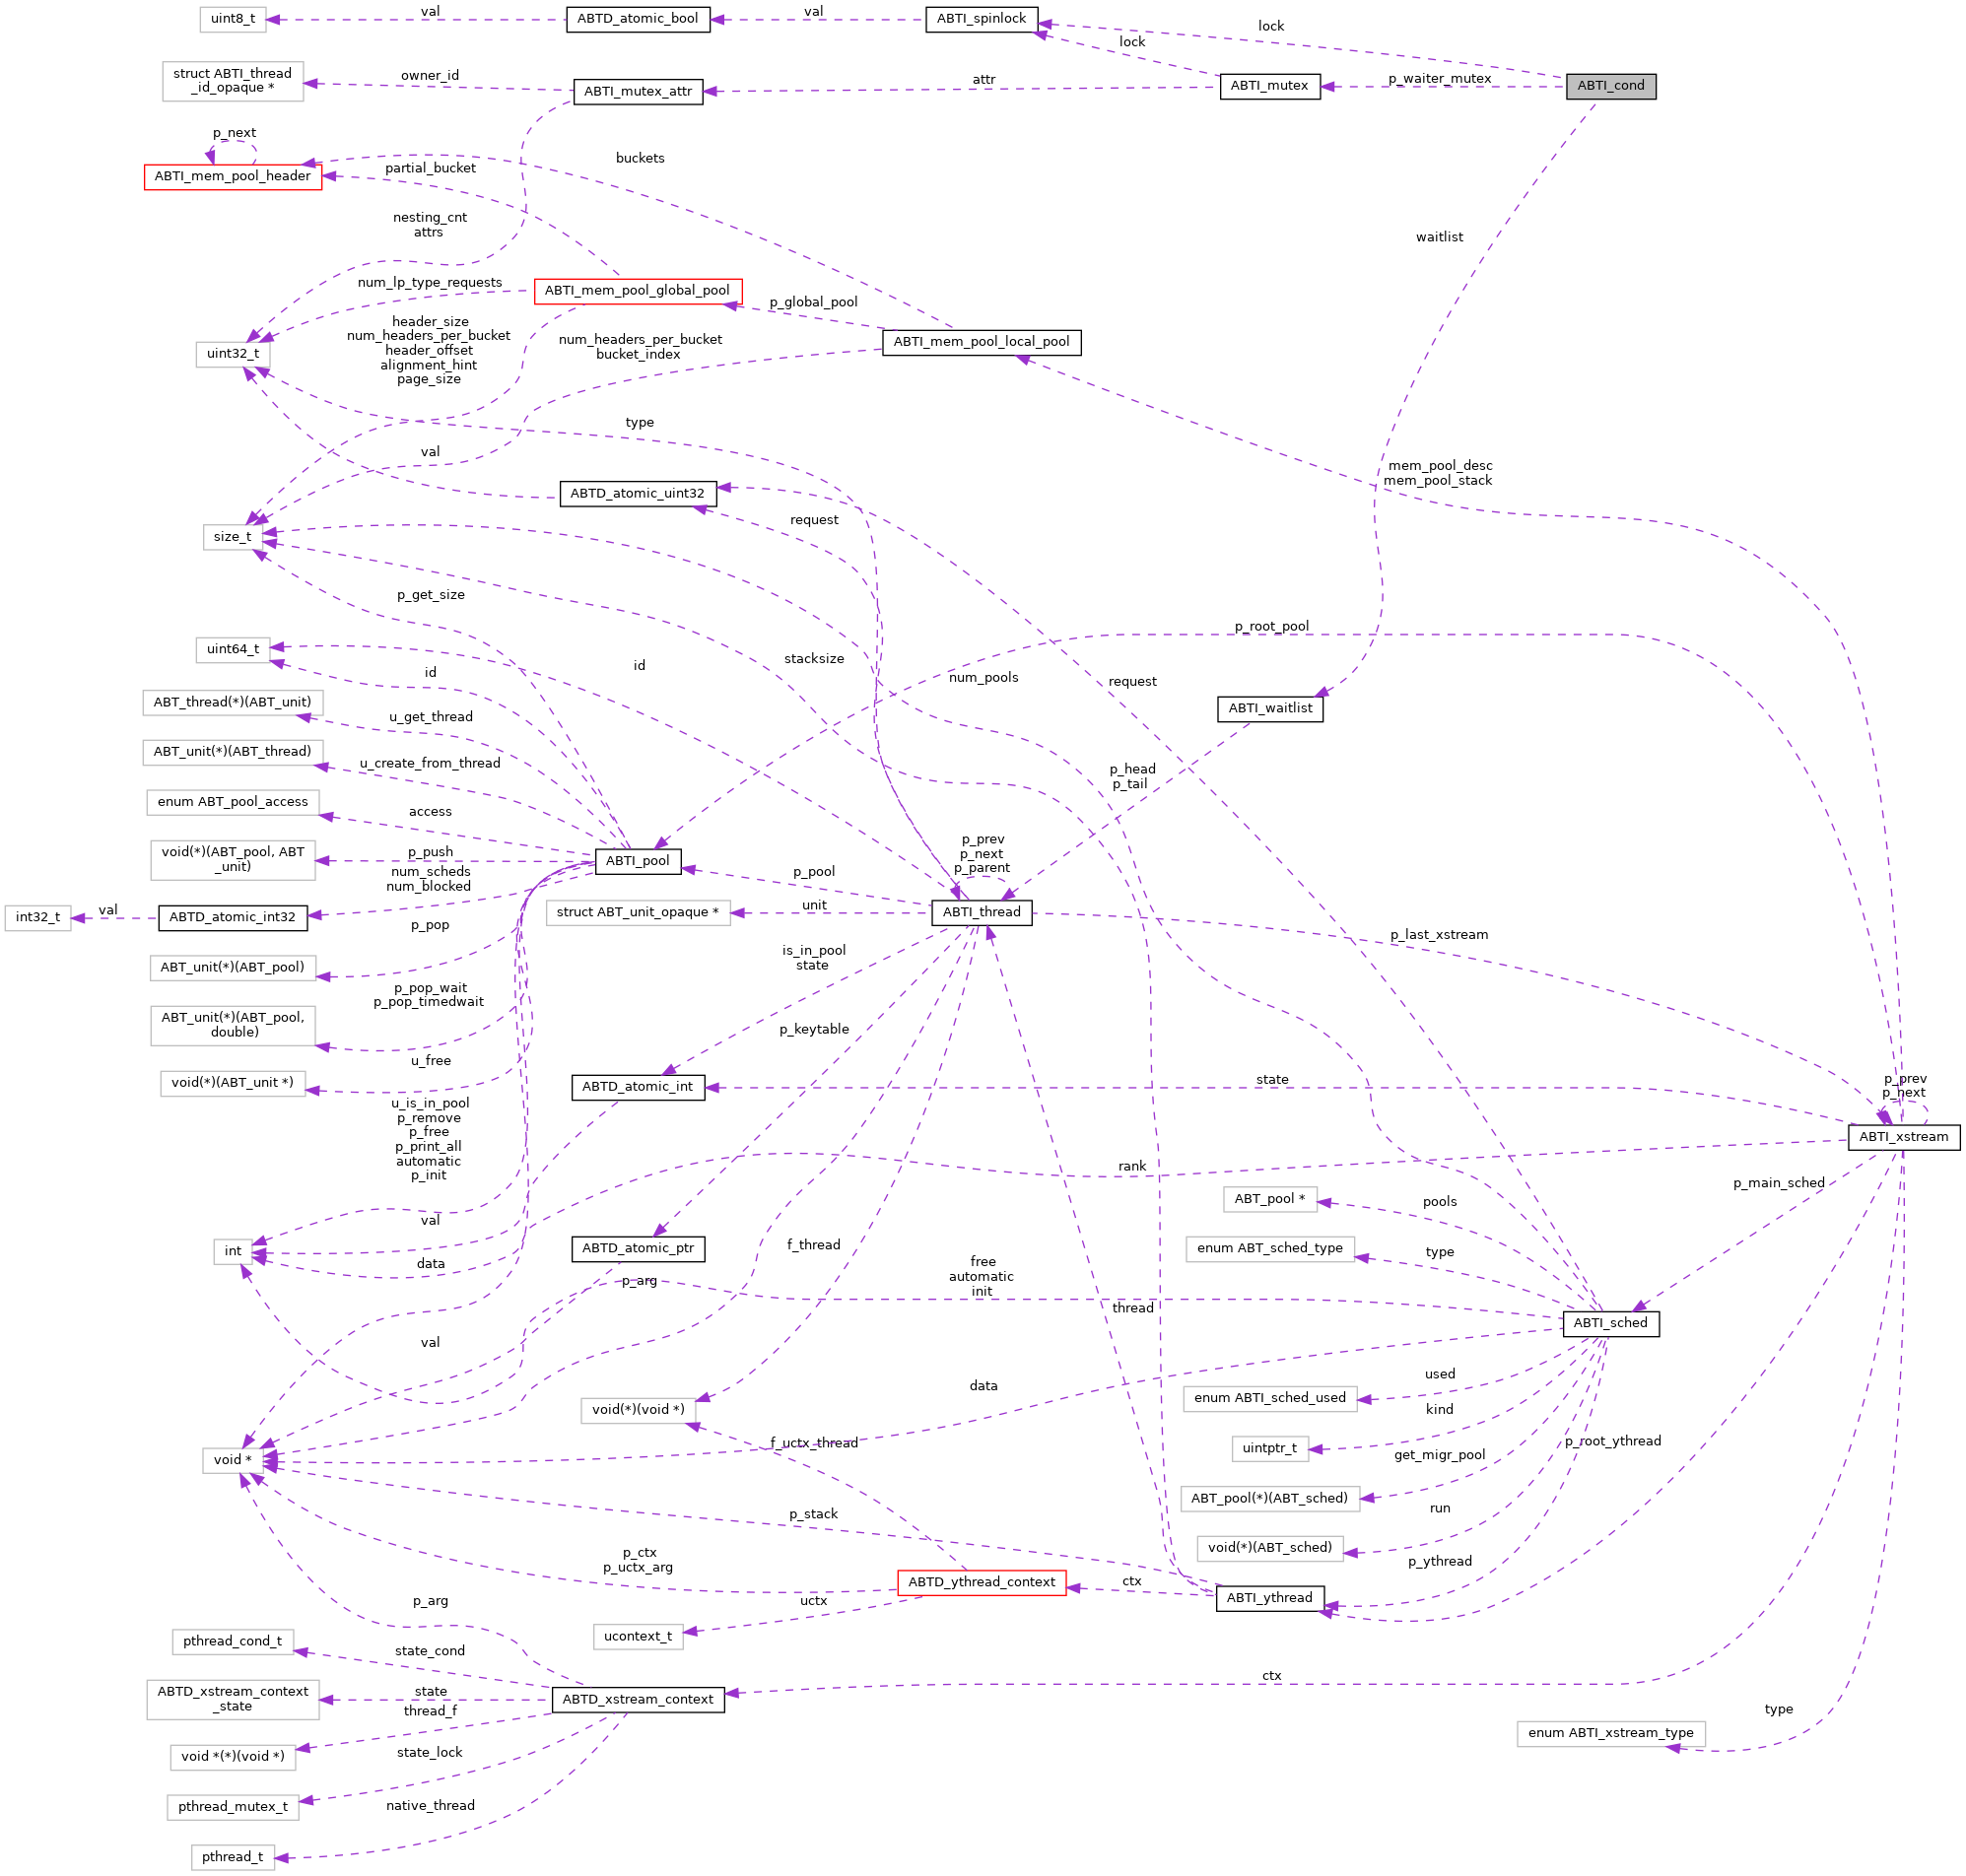 uint8_t
val
ABTD_atomic_bool
val
ABTI_spinlock
lock
lock
struct ABTI_thread
_id_opaque *
owner_id
ABTI_mutex_attr
attr
ABTI_mutex
p_waiter_mutex
ABTI_cond
p_next
ABTI_mem_pool_header
partial_bucket
buckets
nesting_cnt
attrs
waitlist
num_lp_type_requests
ABTI_mem_pool_global_pool
p_global_pool
uint32_t
header_size
num_headers_per_bucket
header_offset
alignment_hint
page_size
num_headers_per_bucket
bucket_index
ABTI_mem_pool_local_pool
type
val
mem_pool_desc
mem_pool_stack
ABTD_atomic_uint32
size_t
request
p_get_size
p_root_pool
uint64_t
id
id
stacksize
num_pools
request
ABT_thread(*)(ABT_unit)
u_get_thread
ABTI_waitlist
ABT_unit(*)(ABT_thread)
u_create_from_thread
p_head
p_tail
enum ABT_pool_access
access
void(*)(ABT_pool, ABT
_unit)
p_push
ABTI_pool
p_prev
p_next
p_parent
num_scheds
num_blocked
p_pool
int32_t
val
ABTD_atomic_int32
struct ABT_unit_opaque *
unit
ABTI_thread
p_pop
p_last_xstream
ABT_unit(*)(ABT_pool)
is_in_pool
state
p_pop_wait
p_pop_timedwait
ABT_unit(*)(ABT_pool,
double)
p_keytable
u_free
void(*)(ABT_unit *)
ABTD_atomic_int
state
p_prev
p_next
u_is_in_pool
p_remove
p_free
p_print_all
automatic
p_init
ABTI_xstream
rank
p_main_sched
ABT_pool *
pools
val
int
ABTD_atomic_ptr
f_thread
enum ABT_sched_type
type
data
p_arg
free
automatic
init
thread
ABTI_sched
val
data
used
enum ABTI_sched_used
void(*)(void *)
kind
void *
f_uctx_thread
uintptr_t
get_migr_pool
p_root_ythread
ABT_pool(*)(ABT_sched)
p_stack
run
void(*)(ABT_sched)
p_ctx
p_uctx_arg
p_ythread
ABTD_ythread_context
ctx
ABTI_ythread
p_arg
uctx
ucontext_t
pthread_cond_t
state_cond
ctx
ABTD_xstream_context
_state
state
ABTD_xstream_context
thread_f
type
enum ABTI_xstream_type
void *(*)(void *)
state_lock
pthread_mutex_t
native_thread
pthread_t